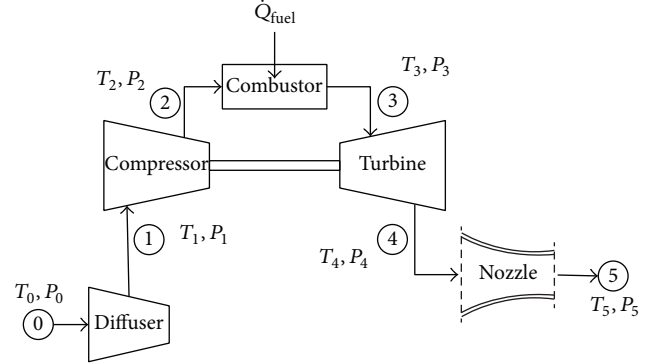 Q̇fuel
T2, P2
Combustor
T3, P3
2
3
Compressor
Turbine
1
T1, P1
4
T4, P4
Nozzle
5
T5, P5
T0, P0
0
Diffuser